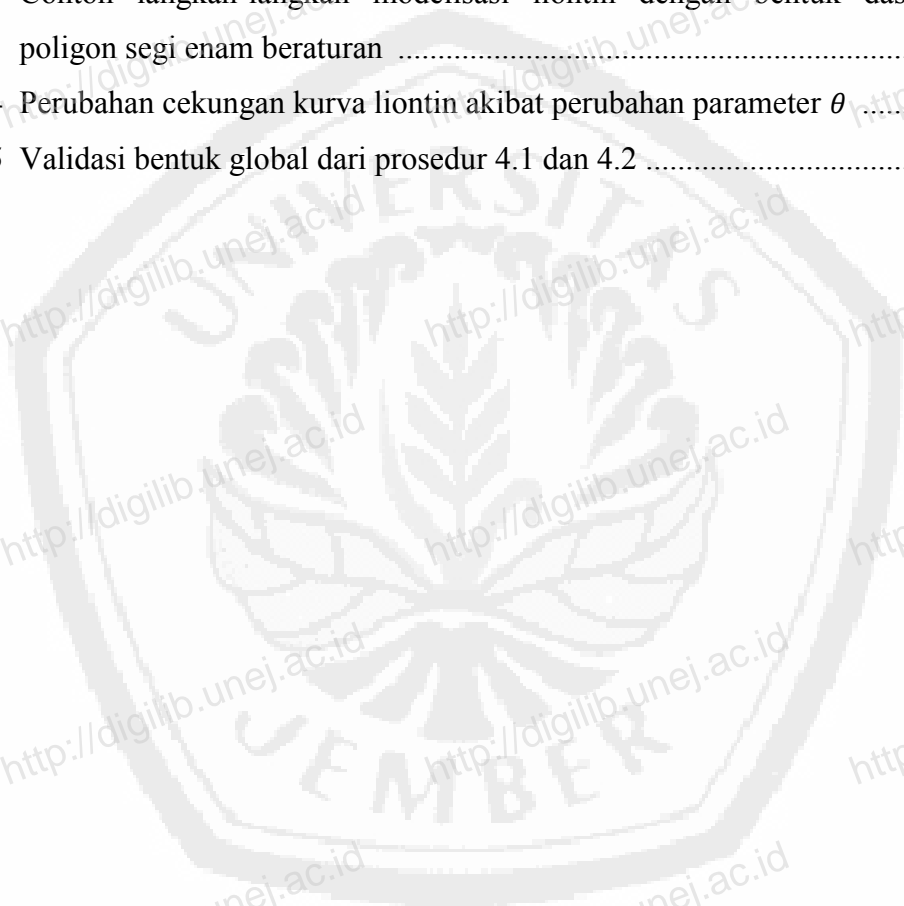 Contoh langkah-langkah modelisasi liontin dengan bentuk das
poligon segi enam beraturan ....................................................................
Perubahan cekungan kurva liontin akibat perubahan parameter θ .....
Validasi bentuk global dari prosedur 4.1 dan 4.2 ...................................
UNIVERSITAS
JEMBER
http://digilib.unej.ac.id
http://digilib.unej.ac.id
http://digilib.unej.ac.id
http://digilib.unej.ac.id
http://digilib.unej.ac.id
http://digilib.unej.ac.id
http://digilib.unej.ac.id
http://digilib.unej.ac.id